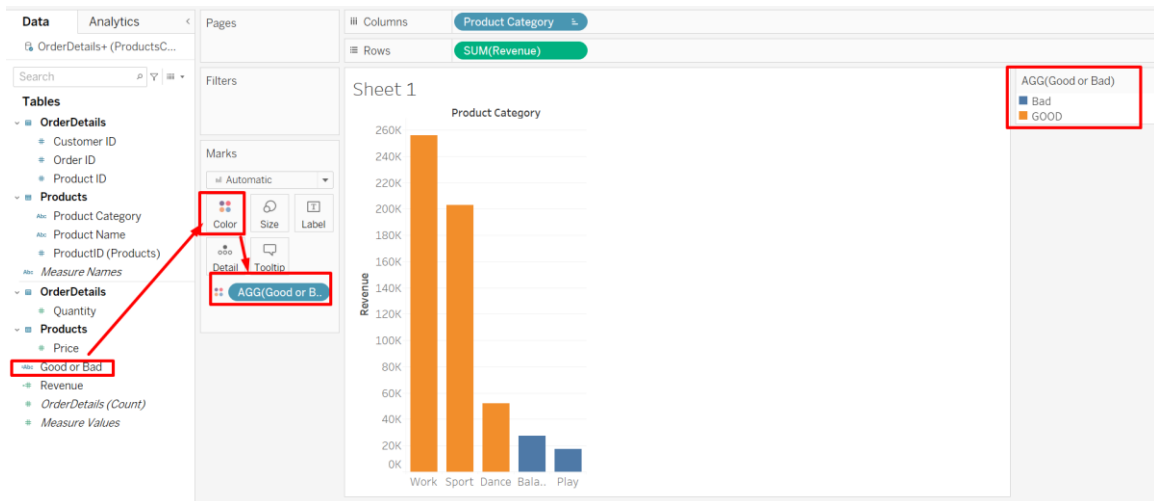 Data Analytics <
OrderDetails+ (ProductsC...
Search
Tables
OrderDetails
# Customer ID
# Order ID
# Product ID
Products
Abc Product Category
Abc Product Name
# ProductID (Products)
Abc Measure Names
OrderDetails
# Quantity
Products
# Price
=Abc Good or Bad
=# Revenue
# OrderDetails (Count)
# Measure Values
Pages
Filters
Marks
Automatic
Color Size Label
Detail Tooltip
AGG(Good or B..
Columns Product Category
Rows SUM(Revenue)
Sheet 1
Product Category
260K
240K
220K
200K
180K
160K
140K
120K
100K
80K
60K
40K
20K
0K
Revenue
Work Sport Dance Bala.. Play
AGG(Good or Bad)
Bad
GOOD